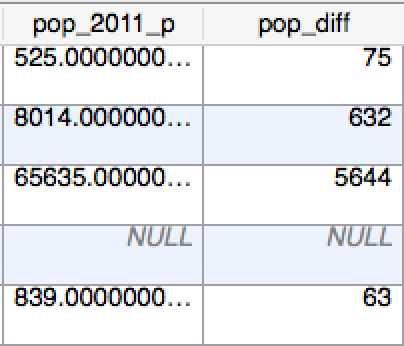 pop_2011_p pop_diff
525.0000000... 75
8014.000000... 632
65635.00000... 5644
NULL NULL
839.0000000... 63